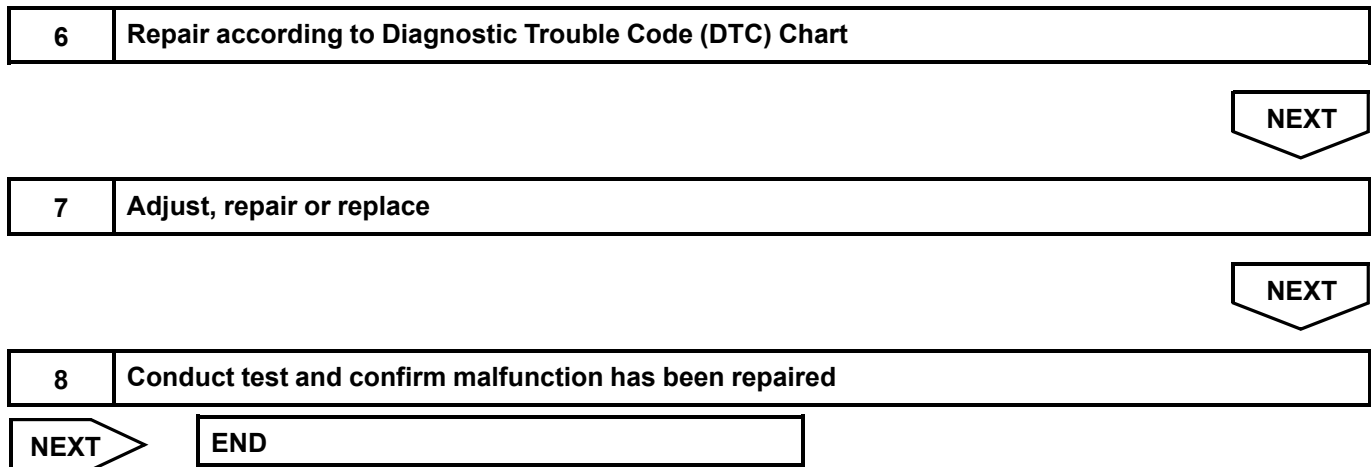 6 Repair according to Diagnostic Trouble Code (DTC) Chart
NEXT
7 Adjust, repair or replace
NEXT
8 Conduct test and confirm malfunction has been repaired
NEXT END